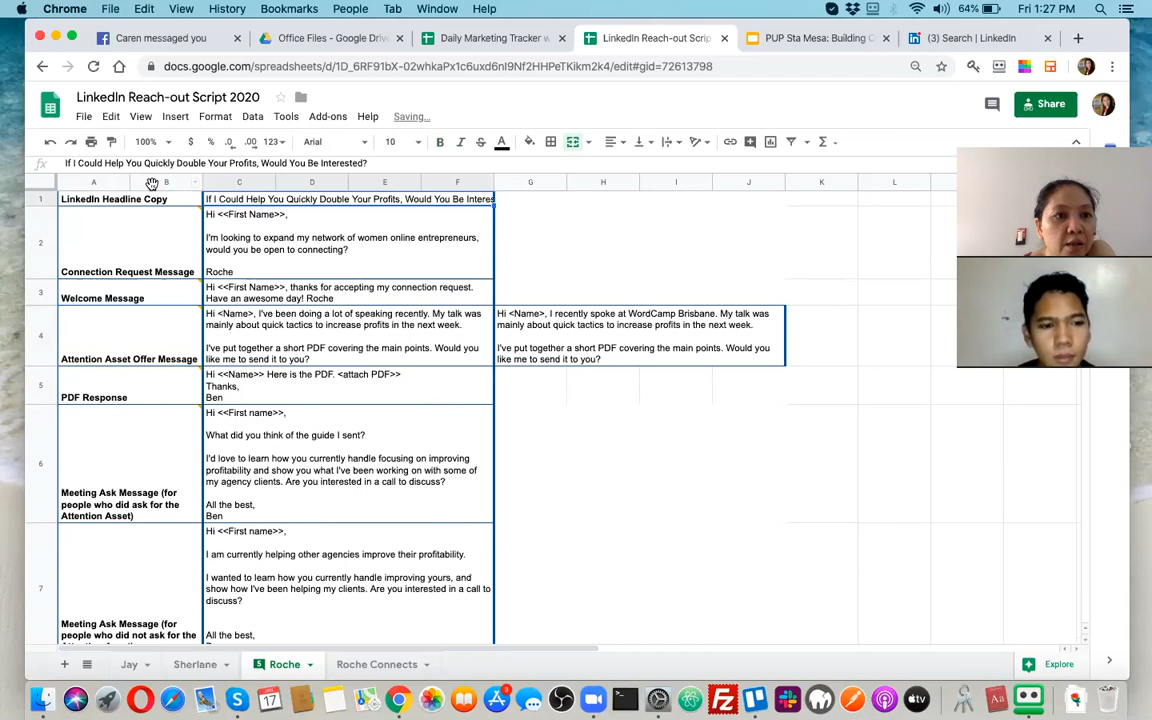 Chrome File Edit View History Bookmarks People Tab Window Help
64% Fri 1:27 PM
Caren messaged you
Office Files - Google Driv
Daily Marketing Tracker w
LinkedIn Reach-out Scrip
PUP Sta Mesa: Building C
(3) Search | LinkedIn
docs.google.com/spreadsheets/d/1D_6RF91bX-02whkaPx1c6uxd6nI9Nf2HHPeTKikm2k4/edit#gid=72613798
LinkedIn Reach-out Script 2020
File Edit View Insert Format Data Tools Add-ons Help Saving...
Share
100% $ % .0 .00 123 Arial 10 B I S A
fx If I Could Help You Quickly Double Your Profits, Would You Be Interested?
A B C D E F G H I J K L
1 LinkedIn Headline Copy If I Could Help You Quickly Double Your Profits, Would You Be Interes
Hi <<First Name>>,
I'm looking to expand my network of women online entrepreneurs,
would you be open to connecting?
2
Connection Request Message Roche
Hi <<First Name>>, thanks for accepting my connection request.
Have an awesome day! Roche
3 Welcome Message
Hi <Name>, I've been doing a lot of speaking recently. My talk was
mainly about quick tactics to increase profits in the next week.
I've put together a short PDF covering the main points. Would you
like me to send it to you?
4 Attention Asset Offer Message
Hi <Name>, I recently spoke at WordCamp Brisbane. My talk was
mainly about quick tactics to increase profits in the next week.
I've put together a short PDF covering the main points. Would you
like me to send it to you?
Hi <<Name>> Here is the PDF. <attach PDF>>
Thanks,
Ben
5 PDF Response
Hi <<First name>>,
What did you think of the guide I sent?
I'd love to learn how you currently handle focusing on improving
profitability and show you what I've been working on with some of
my agency clients. Are you interested in a call to discuss?
All the best,
Ben
6
Meeting Ask Message (for
people who did ask for the
Attention Asset)
Hi <<First name>>,
I am currently helping other agencies improve their profitability.
I wanted to learn how you currently handle improving yours, and
show how I've been helping my clients. Are you interested in a call to
discuss?
All the best,
7
Meeting Ask Message (for
people who did not ask for the
Jay Sherlane Roche Roche Connects
Explore